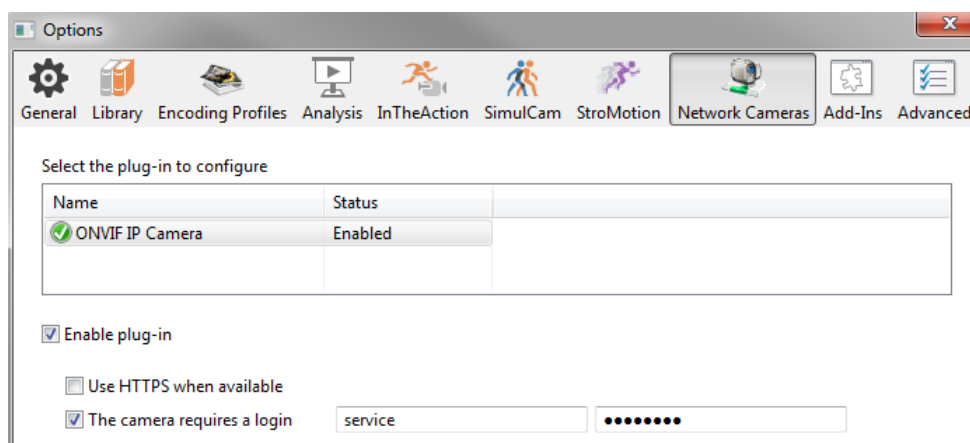 Options
General Library Encoding Profiles Analysis InTheAction SimulCam StroMotion Network Cameras Add-Ins Advanced
Select the plug-in to configure
Name Status
ONVIF IP Camera Enabled
Enable plug-in
Use HTTPS when available
The camera requires a login service ••••••••